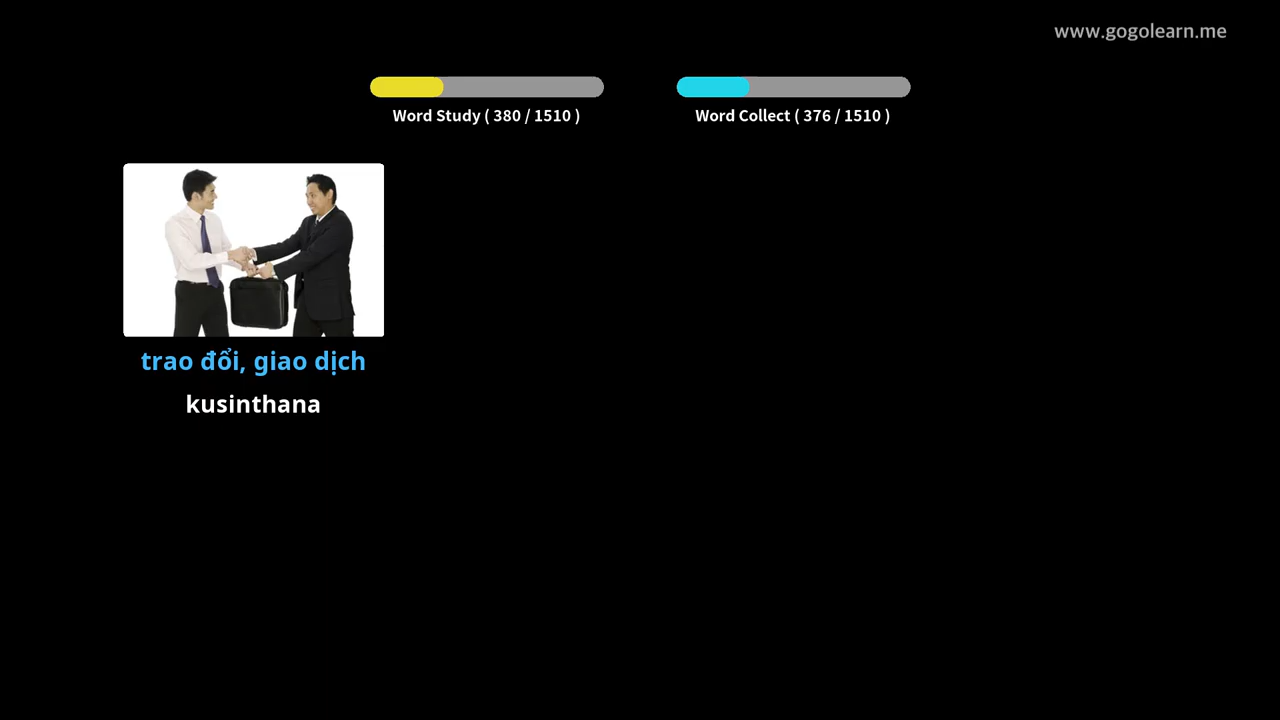 www.gogolearn.me
Word Study ( 380 / 1510 )
Word Collect ( 376 / 1510 )
trao đổi, giao dịch
kusinthana